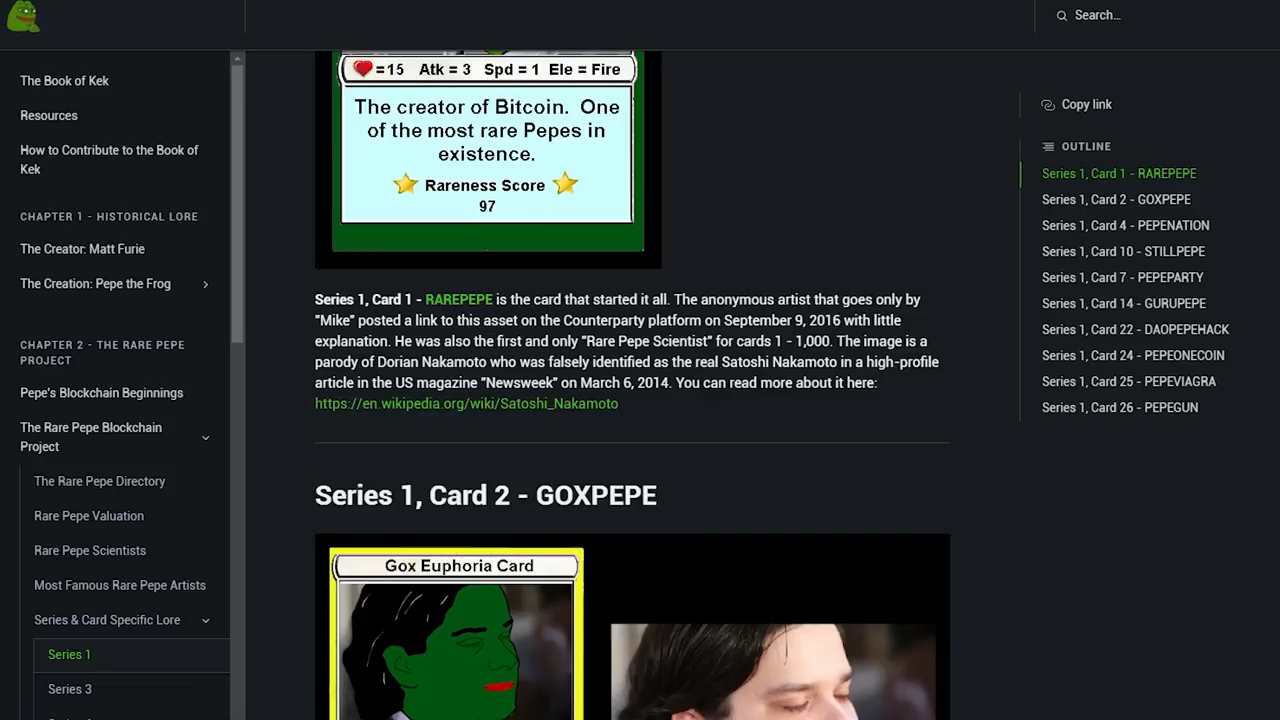 Search...
The Book of Kek
Resources
How to Contribute to the Book of
Kek
CHAPTER 1 - HISTORICAL LORE
The Creator: Matt Furie
The Creation: Pepe the Frog
CHAPTER 2 - THE RARE PEPE
PROJECT
Pepe's Blockchain Beginnings
The Rare Pepe Blockchain
Project
The Rare Pepe Directory
Rare Pepe Valuation
Rare Pepe Scientists
Most Famous Rare Pepe Artists
Series & Card Specific Lore
Series 1
Series 3
=15 Atk = 3 Spd = 1 Ele = Fire
The creator of Bitcoin. One
of the most rare Pepes in
existence.
Rareness Score
97
Series 1, Card 1 - RAREPEPE is the card that started it all. The anonymous artist that goes only by
"Mike" posted a link to this asset on the Counterparty platform on September 9, 2016 with little
explanation. He was also the first and only "Rare Pepe Scientist" for cards 1 - 1,000. The image is a
parody of Dorian Nakamoto who was falsely identified as the real Satoshi Nakamoto in a high-profile
article in the US magazine "Newsweek" on March 6, 2014. You can read more about it here:
https://en.wikipedia.org/wiki/Satoshi_Nakamoto
Series 1, Card 2 - GOXPEPE
Gox Euphoria Card
Copy link
OUTLINE
Series 1, Card 1 - RAREPEPE
Series 1, Card 2 - GOXPEPE
Series 1, Card 4 - PEPENATION
Series 1, Card 10 - STILLPEPE
Series 1, Card 7 - PEPEPARTY
Series 1, Card 14 - GURUPEPE
Series 1, Card 22 - DAOPEPEHACK
Series 1, Card 24 - PEPEONECOIN
Series 1, Card 25 - PEPEVIAGRA
Series 1, Card 26 - PEPEGUN